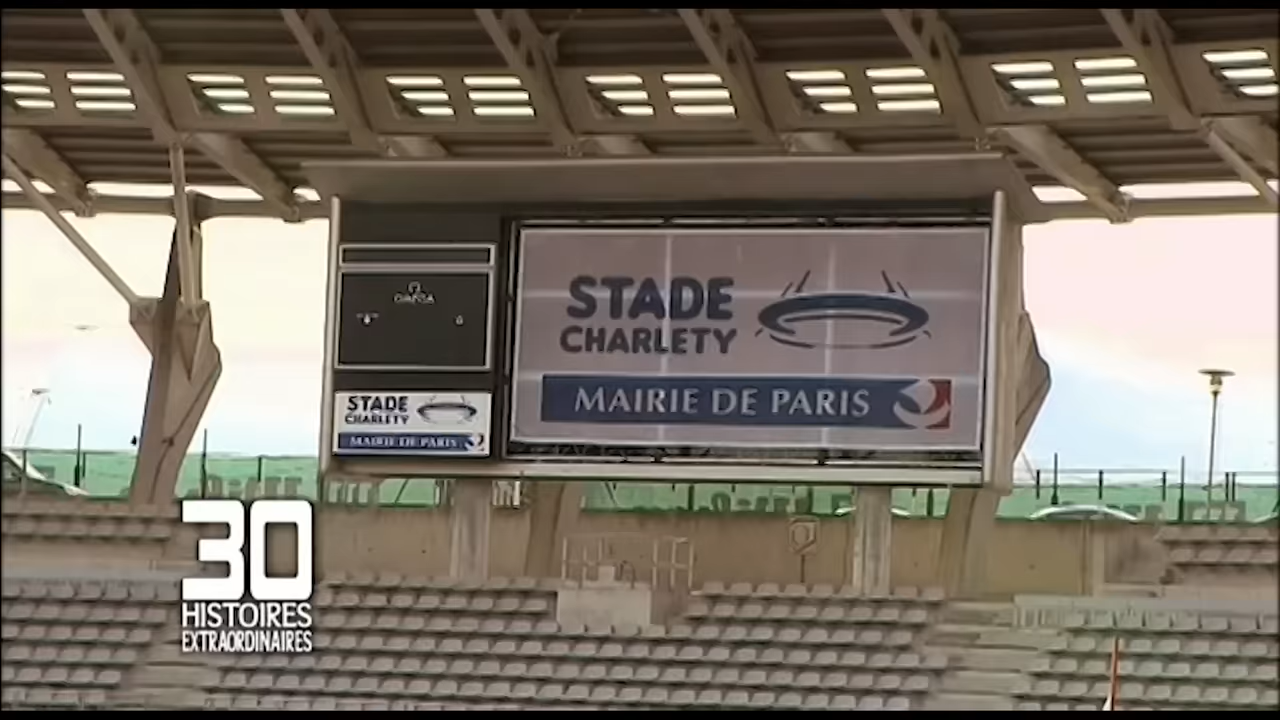 STADE
CHARLETY
MAIRIE DE PARIS
STADE
CHARLETY
MAIRIE DE PARIS
30
HISTOIRES
EXTRAORDINAIRES